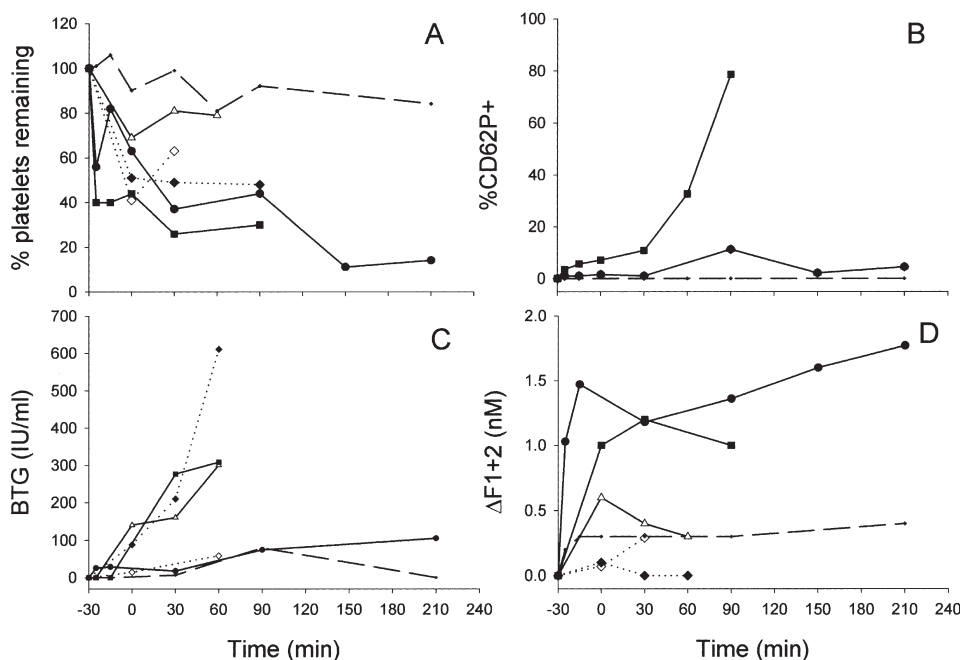 A
% platelets remaining
120
100
80
60
40
20
0
B
%CD62P+
100
80
60
40
20
0
C
BTG (IU/ml)
700
600
500
400
300
200
100
0
-30 0 30 60 90 120 150 180 210 240
Time (min)
D
△F1+2 (nM)
2.0
1.5
1.0
0.5
0.0
-30 0 30 60 90 120 150 180 210 240
Time (min)